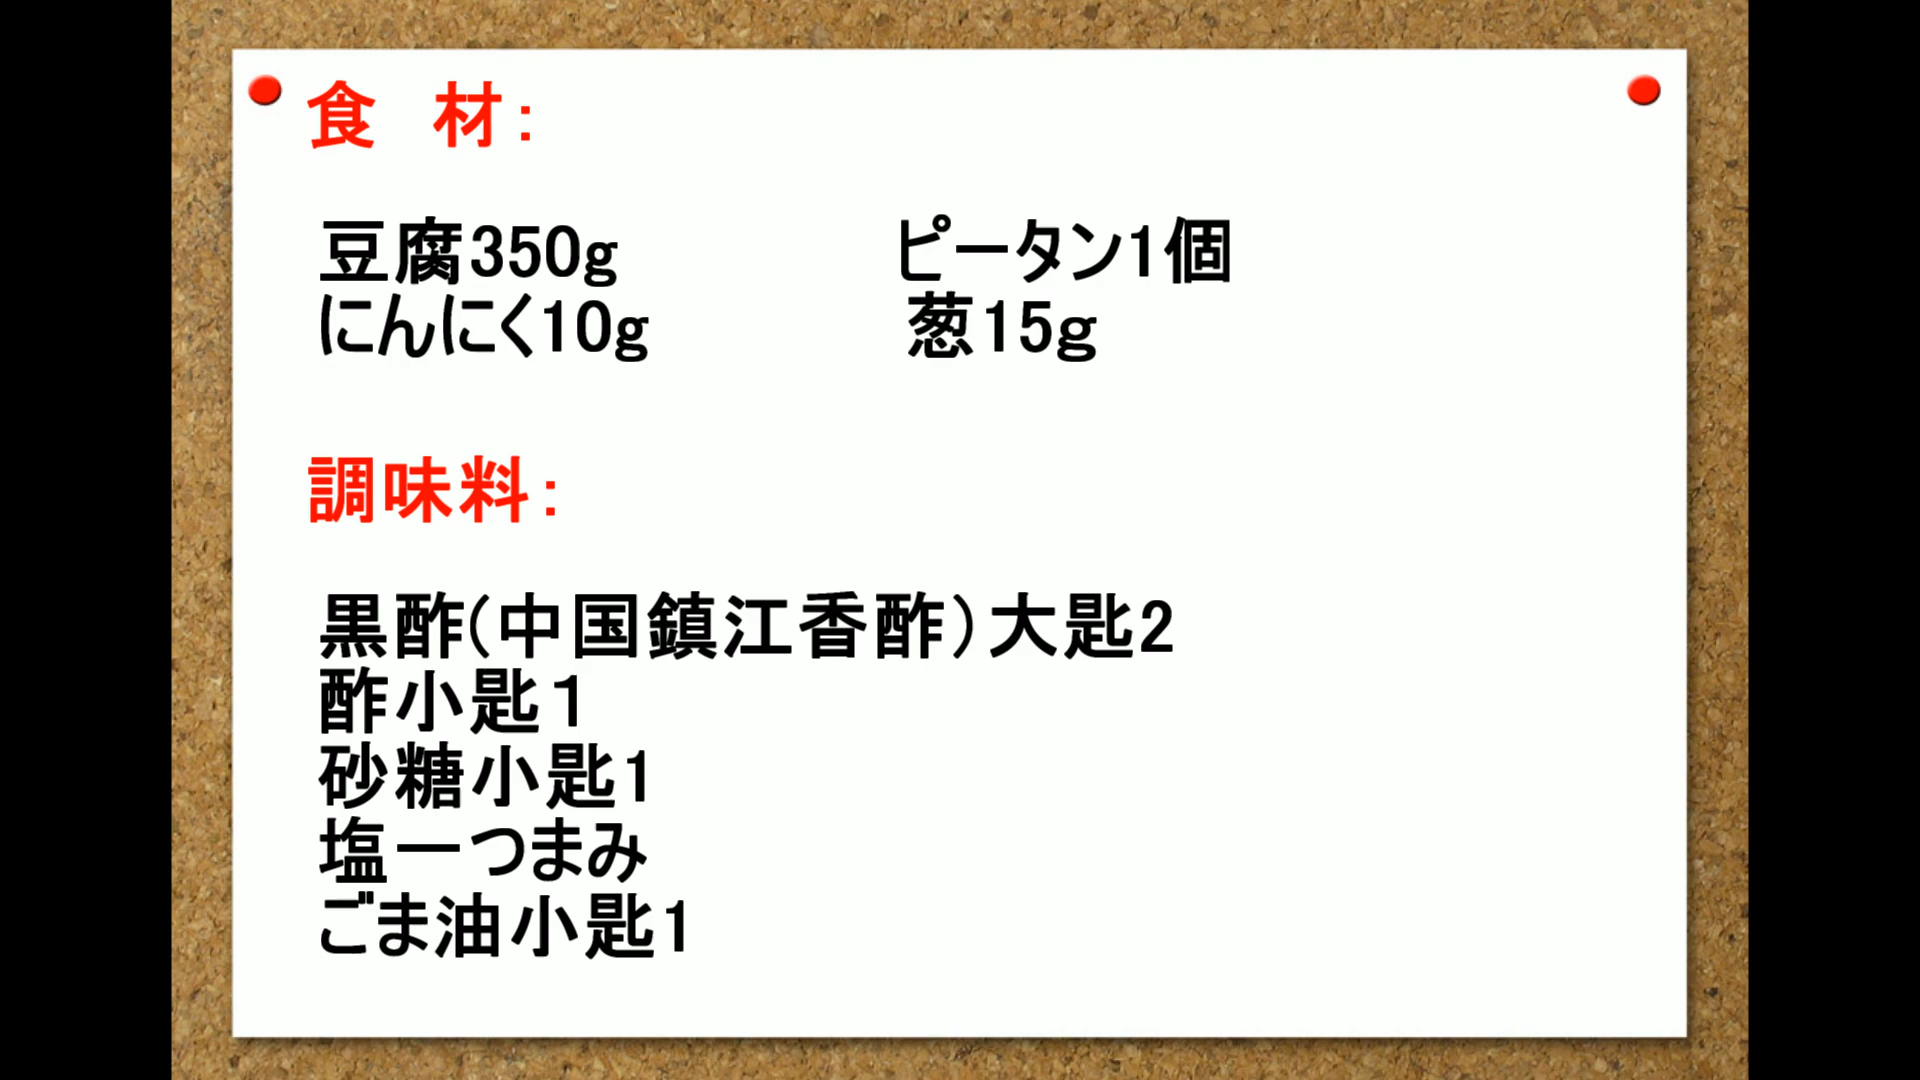 食　材：
豆腐350g　ピータン1個
にんにく10g　葱15g
調味料：
黒酢（中国鎮江香酢）大匙2
酢小匙１
砂糖小匙1
塩一つまみ
ごま油小匙1